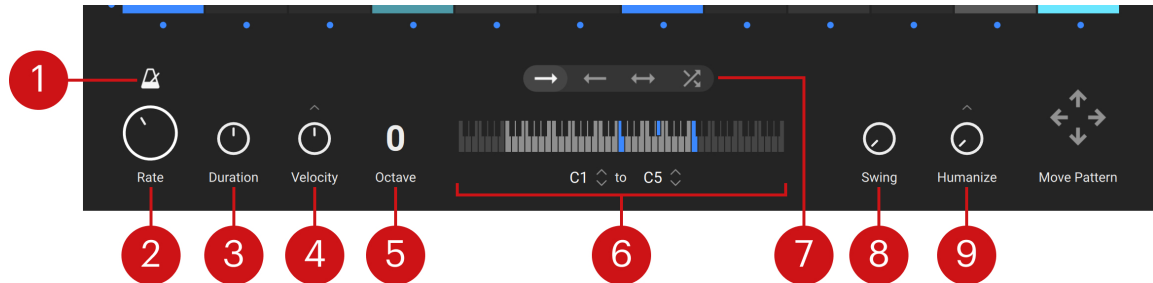 1
0
Rate
Duration
Velocity
Octave
C1 to C5
Swing
Humanize
Move Pattern
2
3
4
5
6
7
8
9